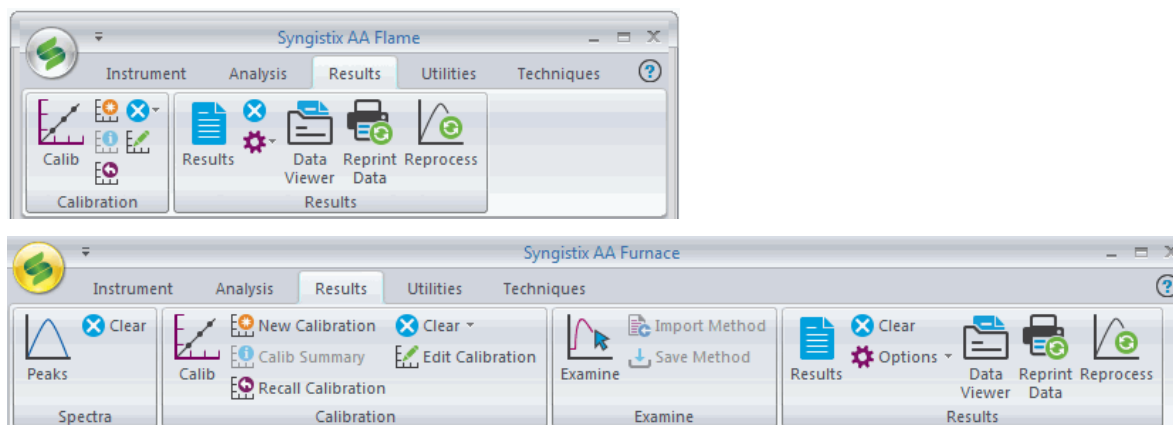 Syngistix AA Flame
Instrument Analysis Results Utilities Techniques
Calib
Results
Data Viewer
Reprint Data
Reprocess
Calibration
Results
Syngistix AA Furnace
Instrument Analysis Results Utilities Techniques
Peaks
Clear
Spectra
Calib
New Calibration
Calib Summary
Recall Calibration
Clear
Edit Calibration
Calibration
Examine
Import Method
Save Method
Examine
Results
Clear
Options
Data Viewer
Reprint Data
Reprocess
Results